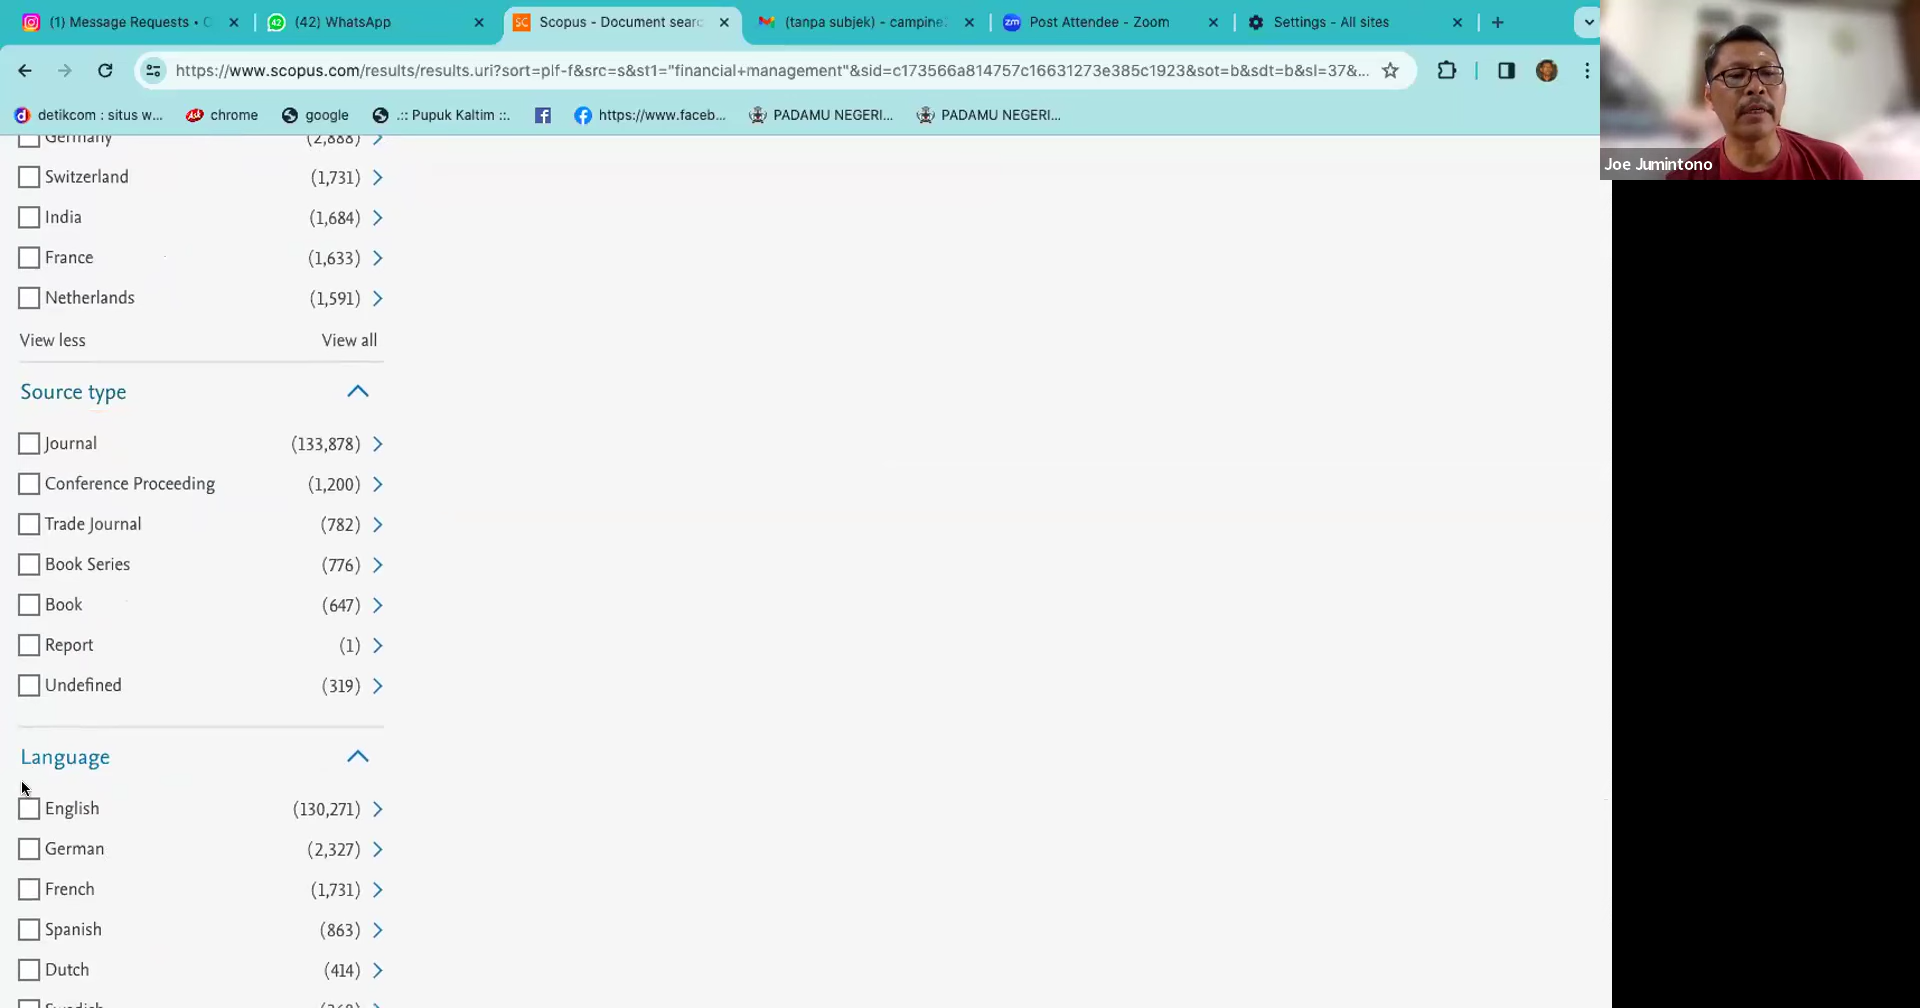 (1) Message Requests • C
(42) WhatsApp
Scopus - Document searc
(tanpa subjek) - campine2
Post Attendee - Zoom
Settings - All sites
https://www.scopus.com/results/results.uri?sort=plf-f&src=s&st1="financial+management"&sid=c173566a814757c16631273e385c1923&sot=b&sdt=b&sl=37&...
detikcom : situs w...
chrome
google
.:: Pupuk Kaltim ::.
https://www.faceb...
PADAMU NEGERI...
PADAMU NEGERI...
Joe Jumintono
Germany (2,888)
Switzerland (1,731)
India (1,684)
France (1,633)
Netherlands (1,591)
View less View all
Source type
Journal (133,878)
Conference Proceeding (1,200)
Trade Journal (782)
Book Series (776)
Book (647)
Report (1)
Undefined (319)
Language
English (130,271)
German (2,327)
French (1,731)
Spanish (863)
Dutch (414)